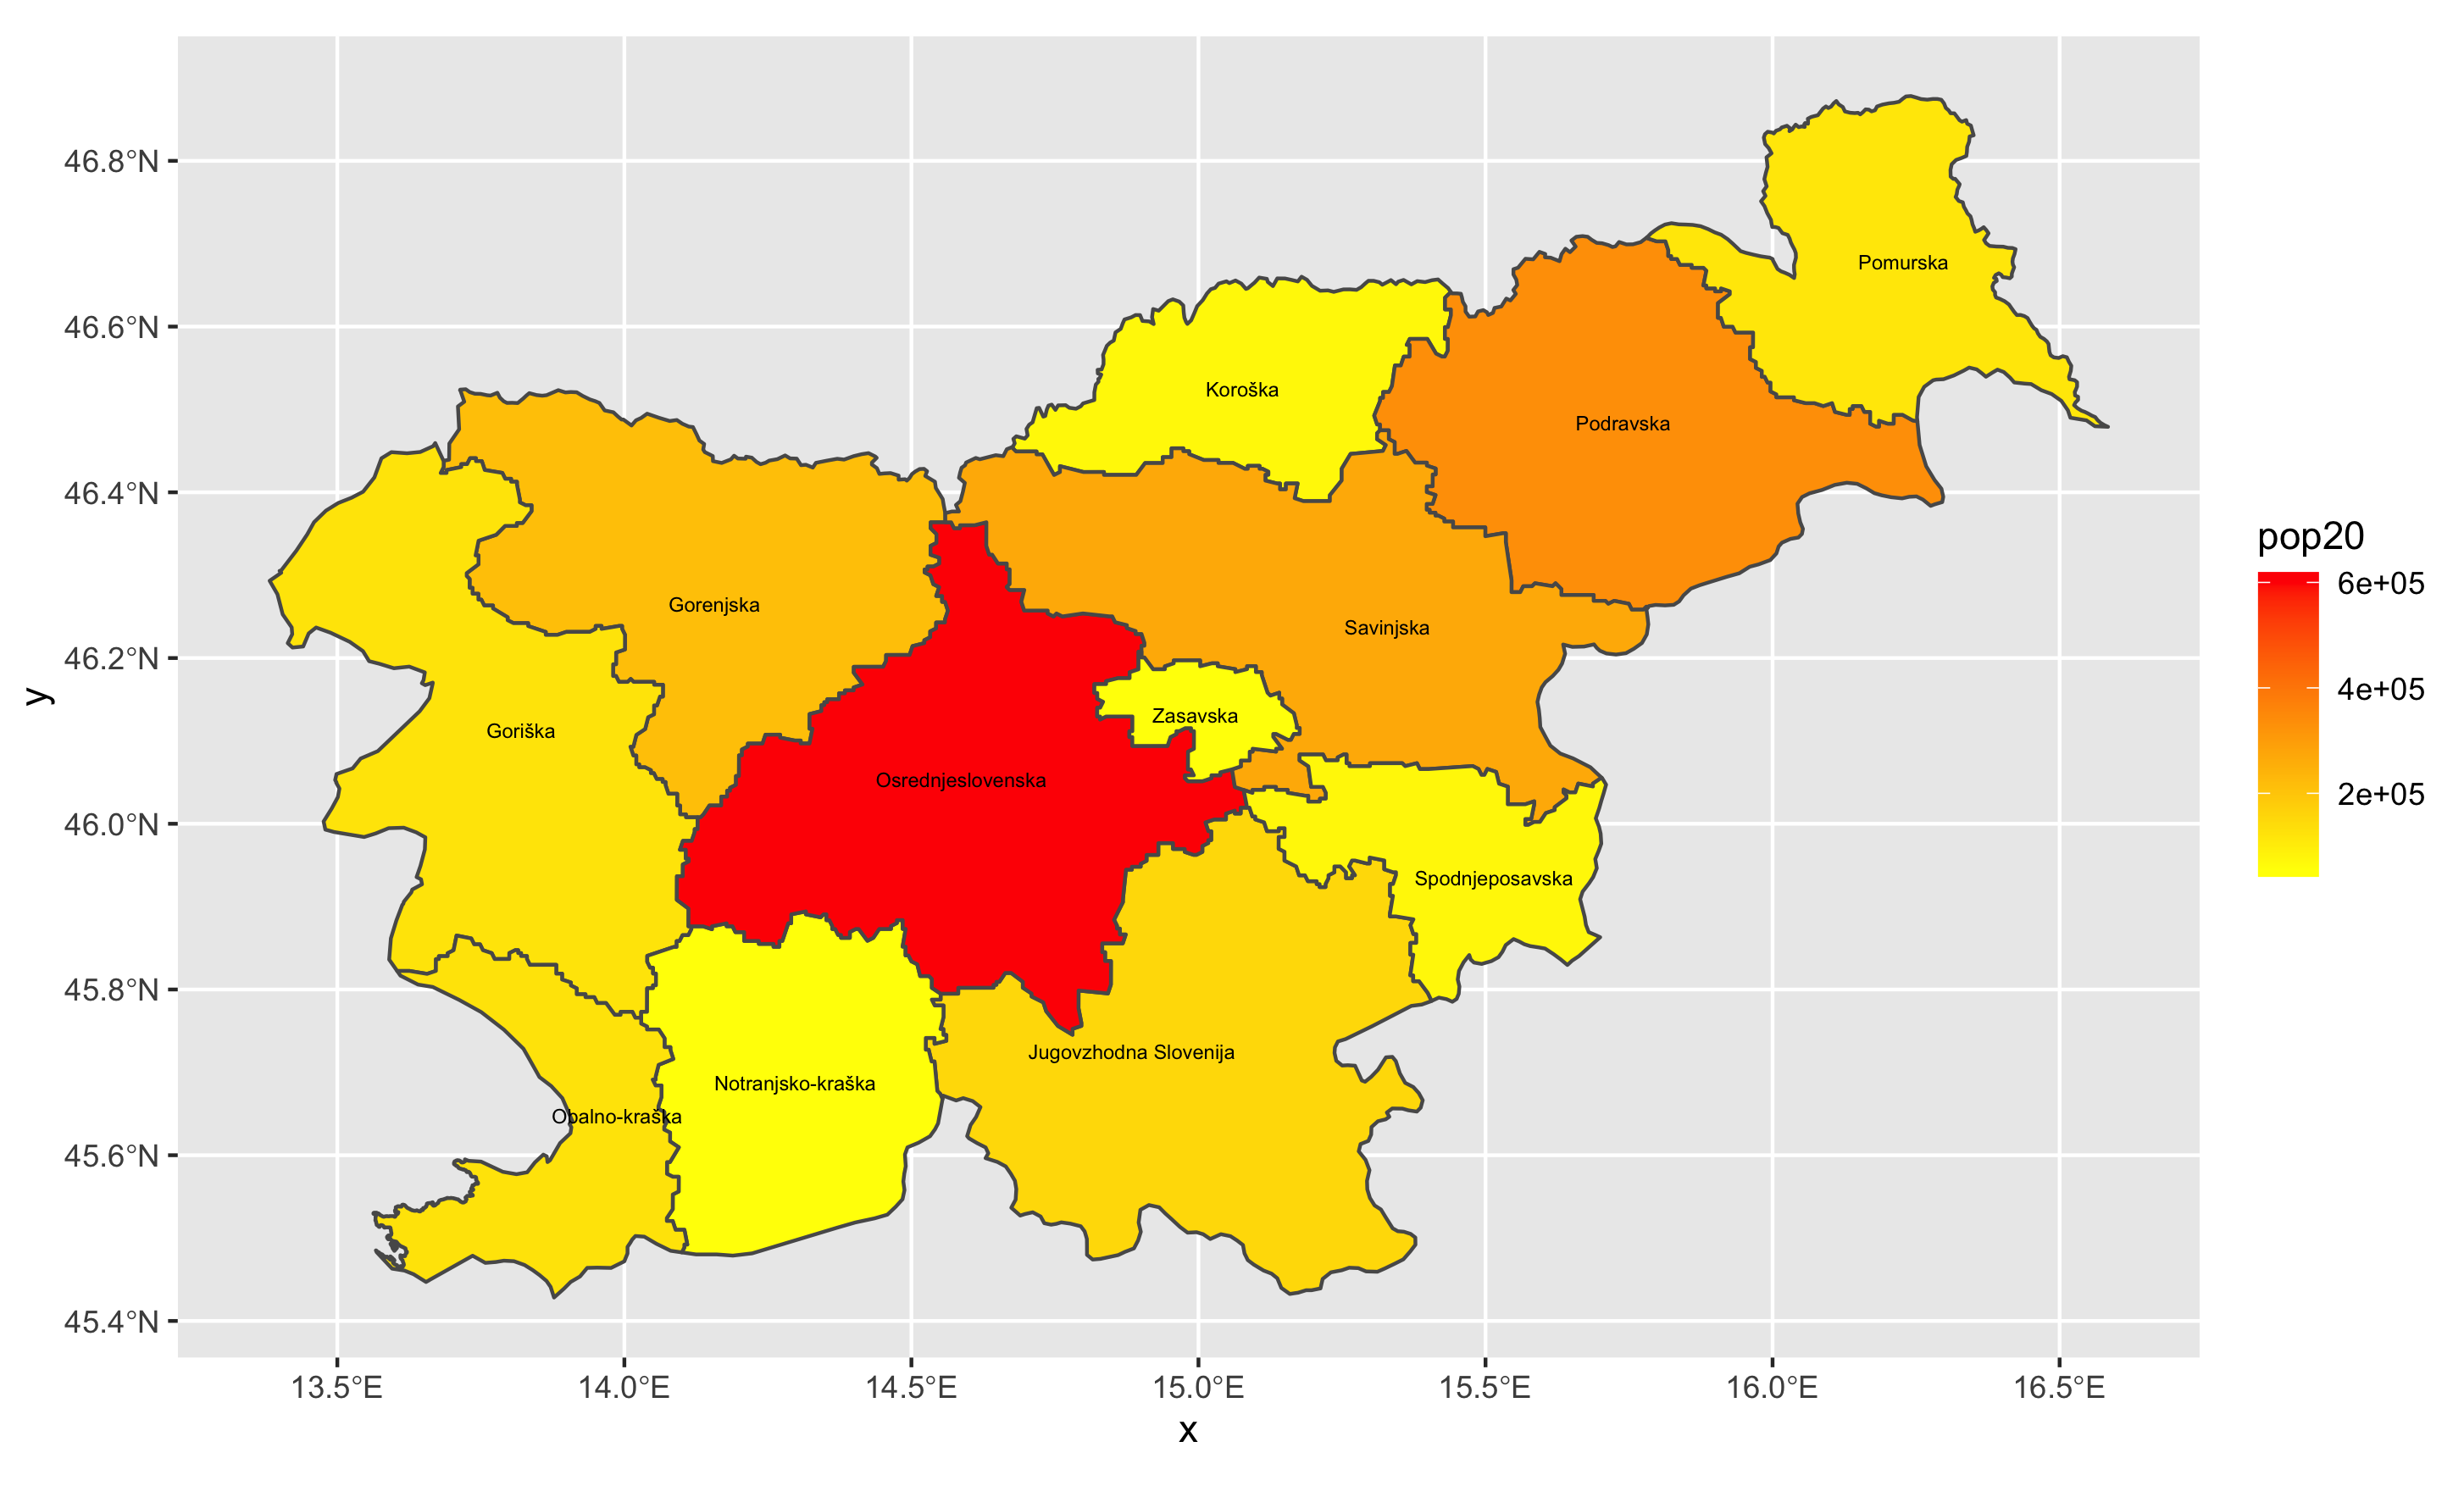 46.8°N
46.6°N
46.4°N
46.2°N
46.0°N
45.8°N
45.6°N
45.4°N
y
Pomurska
Koroška
Podravska
Gorenjska
Savinjska
Goriška
Zasavska
Osrednjeslovenska
Spodnjeposavska
Jugovzhodna Slovenija
Notranjsko-kraška
Obalno-kraška
13.5°E 14.0°E 14.5°E 15.0°E 15.5°E 16.0°E 16.5°E
x
pop20
6e+05
4e+05
2e+05